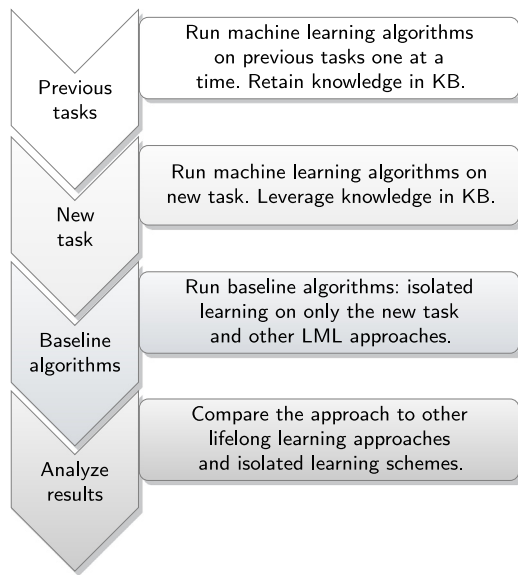 Previous
tasks
Run machine learning algorithms
on previous tasks one at a
time. Retain knowledge in KB.
New
task
Run machine learning algorithms on
new task. Leverage knowledge in KB.
Baseline
algorithms
Run baseline algorithms: isolated
learning on only the new task
and other LML approaches.
Analyze
results
Compare the approach to other
lifelong learning approaches
and isolated learning schemes.